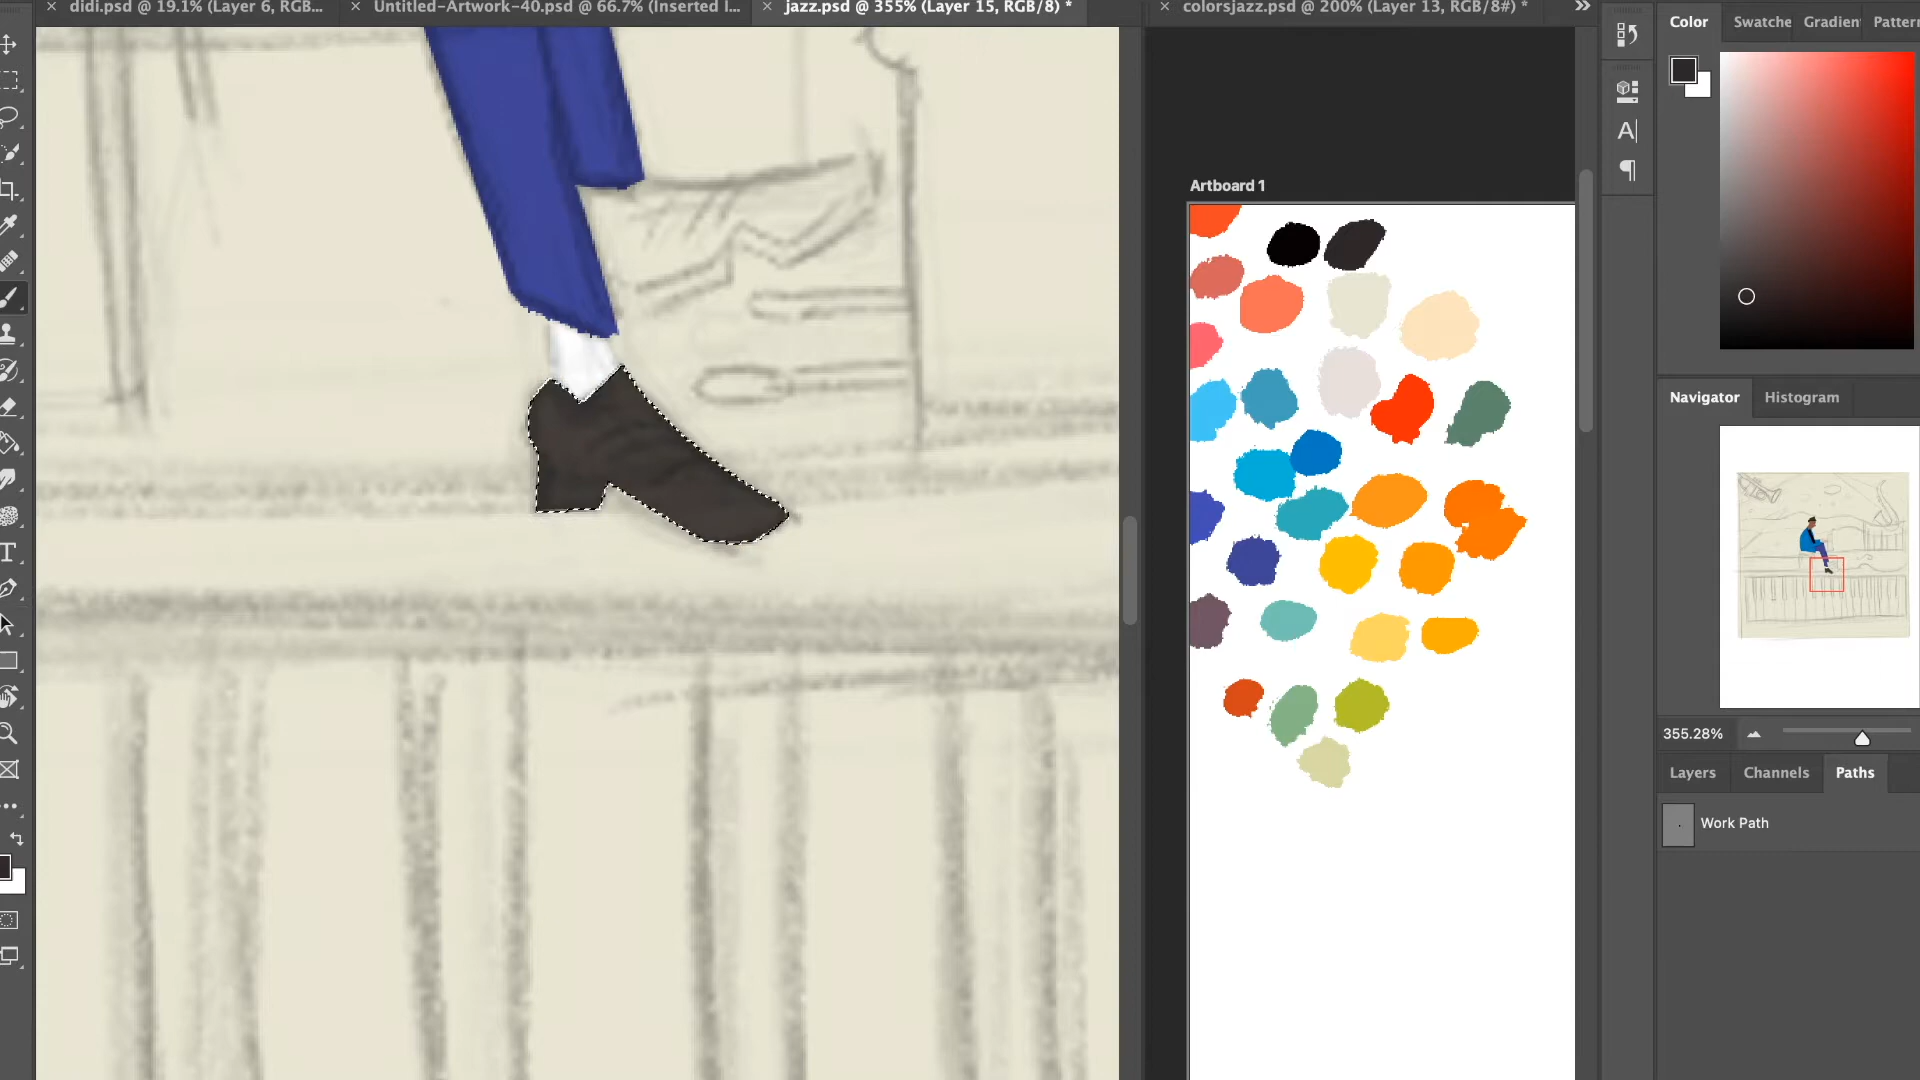 didi.psd @ 19.1% (Layer 6, RGB...
Untitled-Artwork-40.psd @ 66.7% (Inserted I...
jazz.psd @ 355% (Layer 15, RGB/8) *
colorsjazz.psd @ 200% (Layer 13, RGB/8#) *
Color
Swatche
Gradien
Pattern
Artboard 1
Navigator
Histogram
355.28%
Layers
Channels
Paths
Work Path